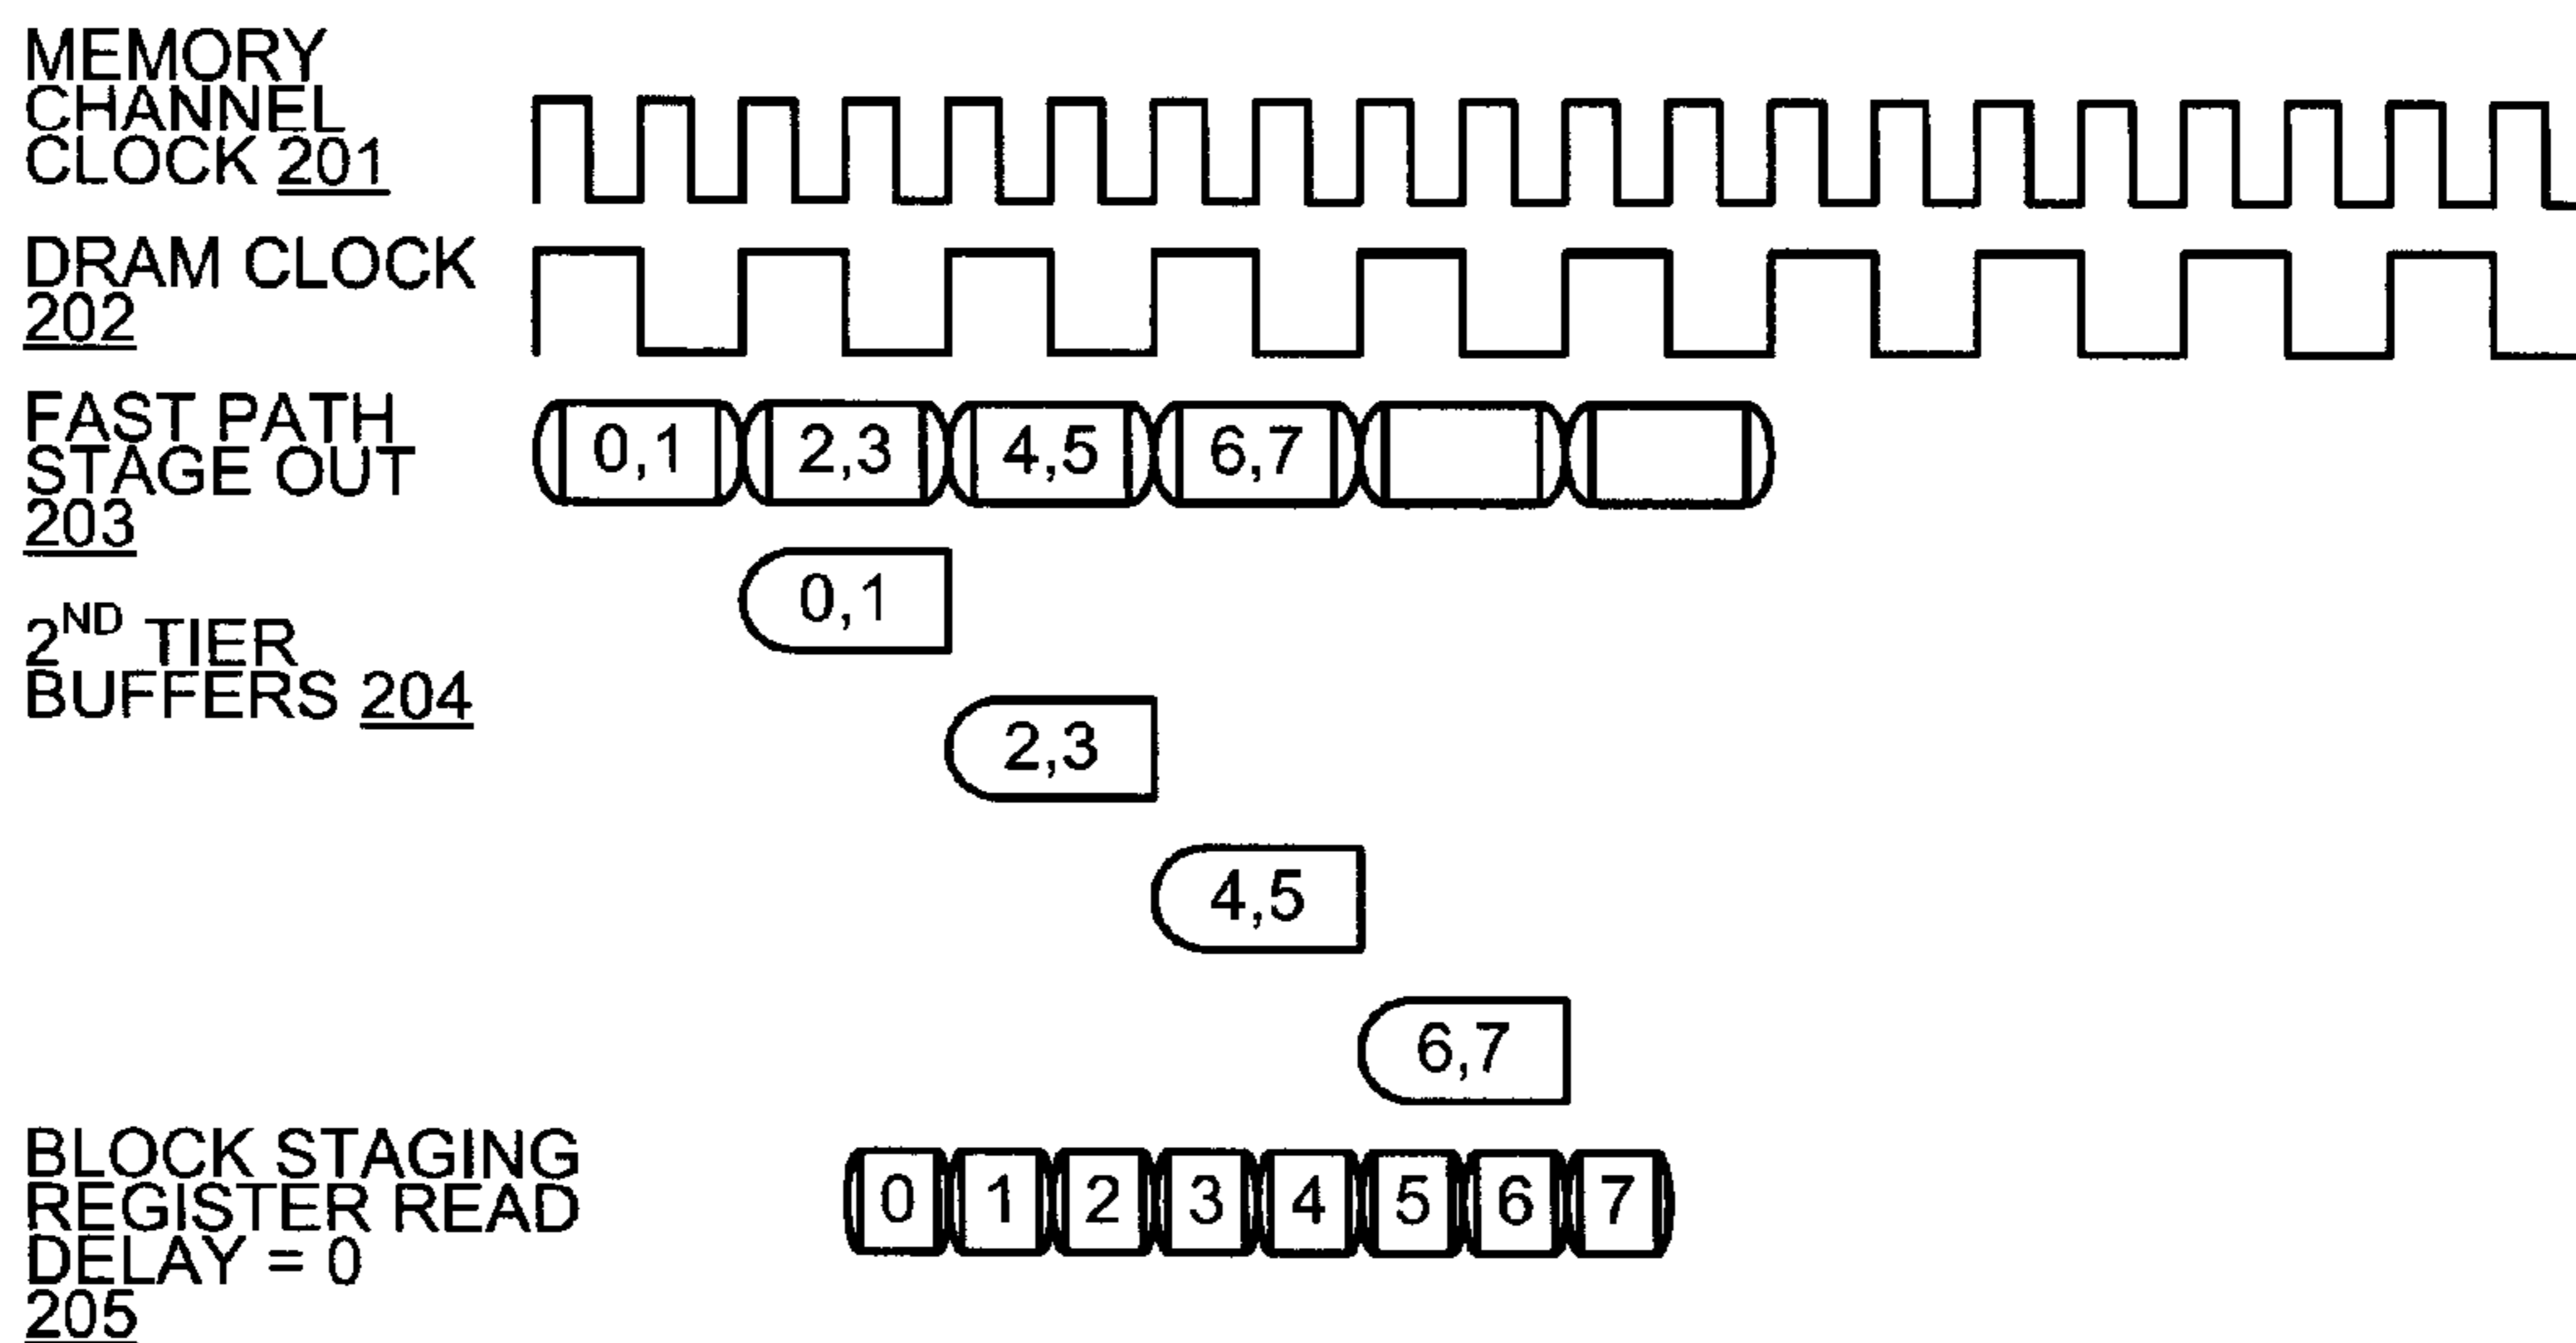 MEMORY
CHANNEL
CLOCK 201
DRAM CLOCK
202
FAST PATH
STAGE OUT
203
0,1
2,3
4,5
6,7
0,1
2ND TIER
BUFFERS 204
2,3
4,5
6,7
BLOCK STAGING
REGISTER READ
DELAY = 0
205
0 1 2 3 4 5 6 7